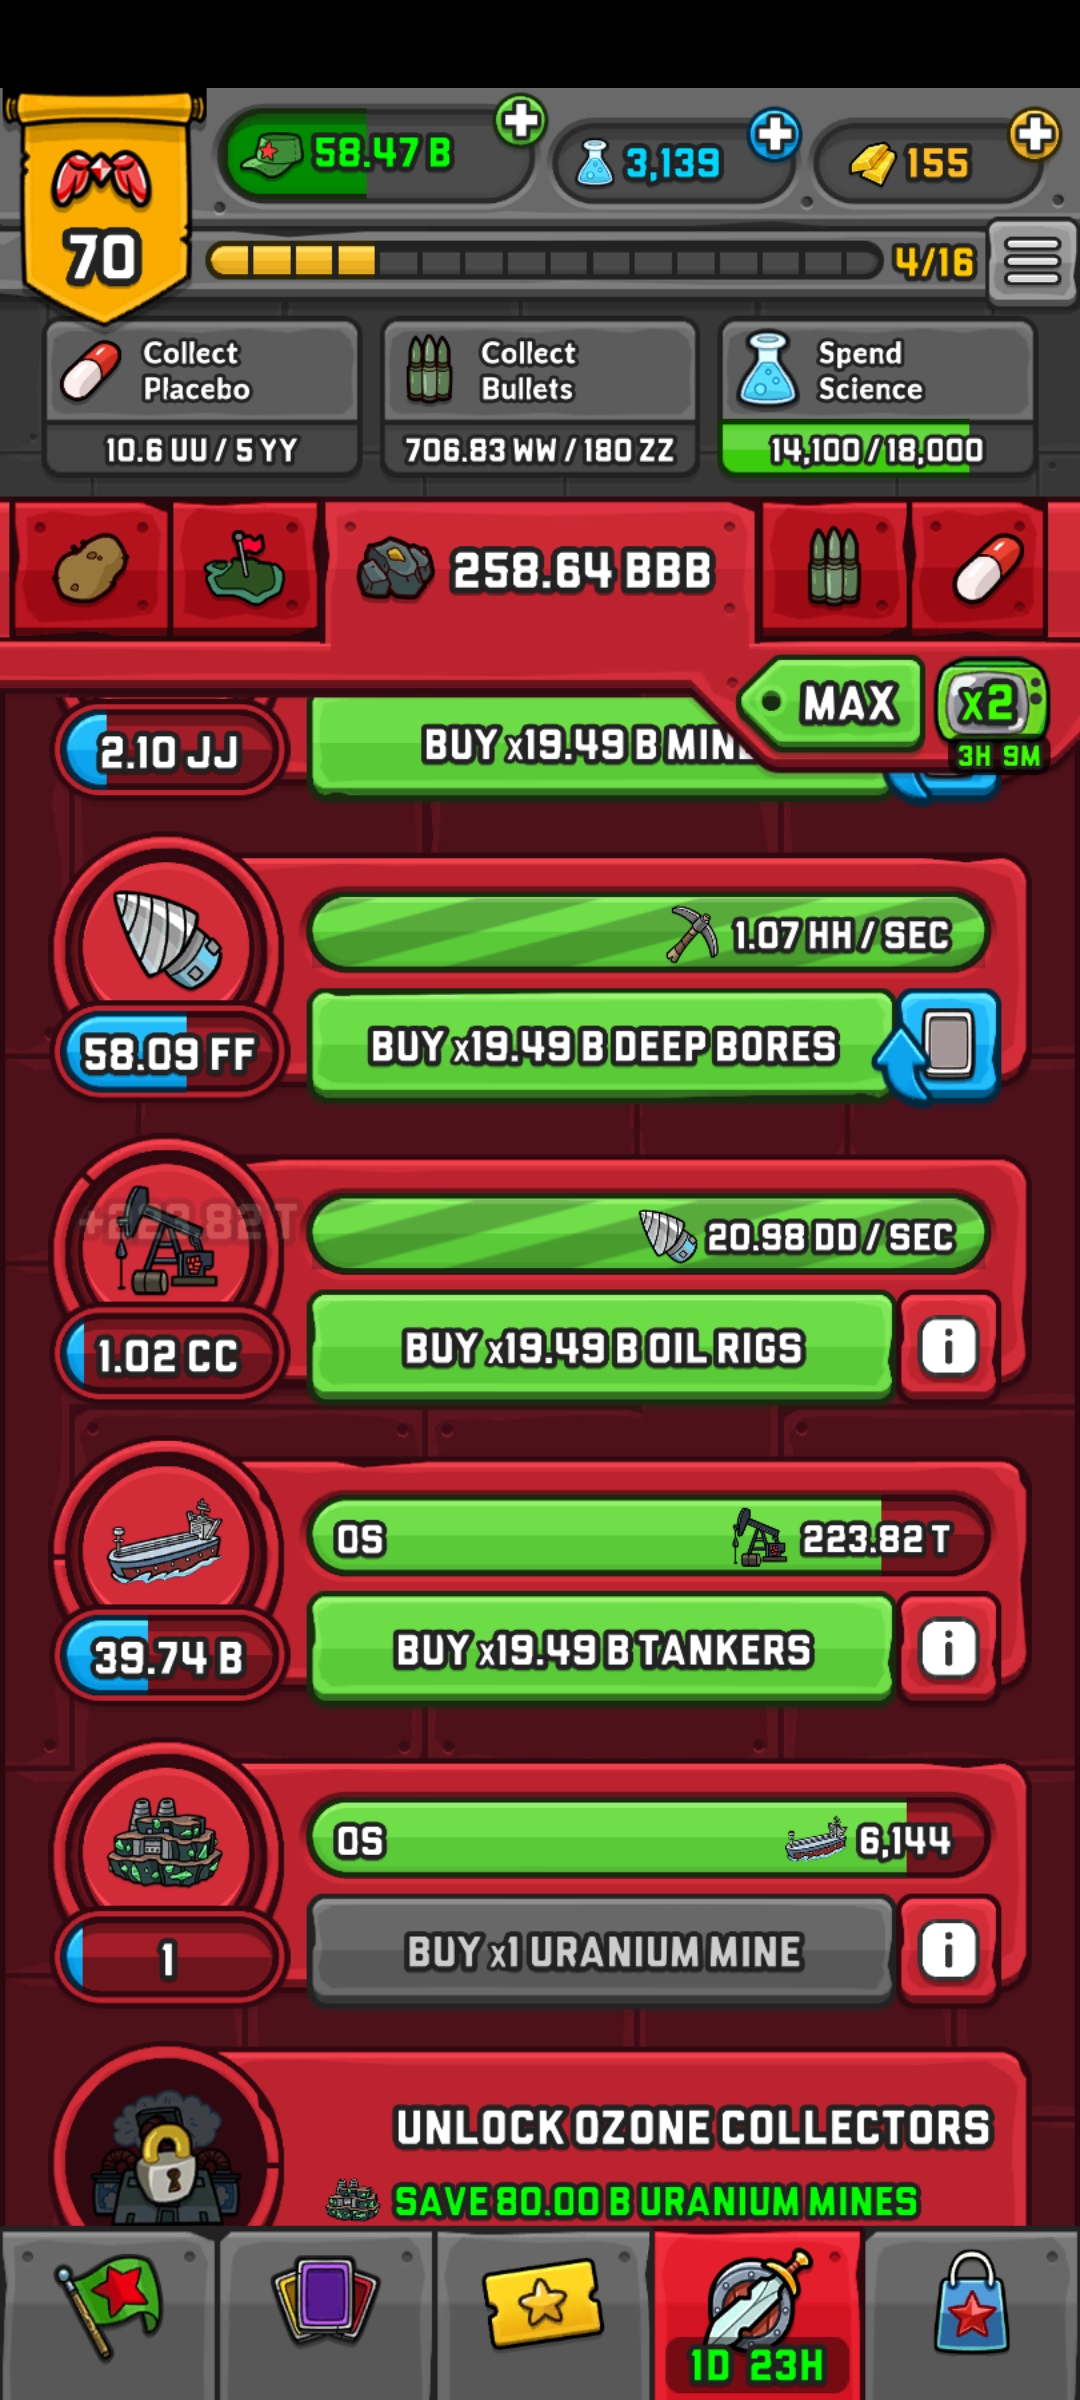 70
58.47 B
3,139
155
4/16
Collect
Placebo
10.6 UU / 5 YY
Collect
Bullets
706.83 WW / 180 ZZ
Spend
Science
14,100 / 18,000
258.64 BBB
MAX
x2
3H 9M
2.10 JJ
BUY x19.49 B
1.07 HH / SEC
58.09 FF
BUY x19.49 B DEEP BORES
+223.82 T
20.98 DD / SEC
1.02 CC
BUY x19.49 B OIL RIGS
i
0S
223.82 T
39.74 B
BUY x19.49 B TANKERS
i
0S
6,144
1
BUY x1 URANIUM MINE
i
UNLOCK OZONE COLLECTORS
SAVE 80.00 B URANIUM MINES
1D 23H